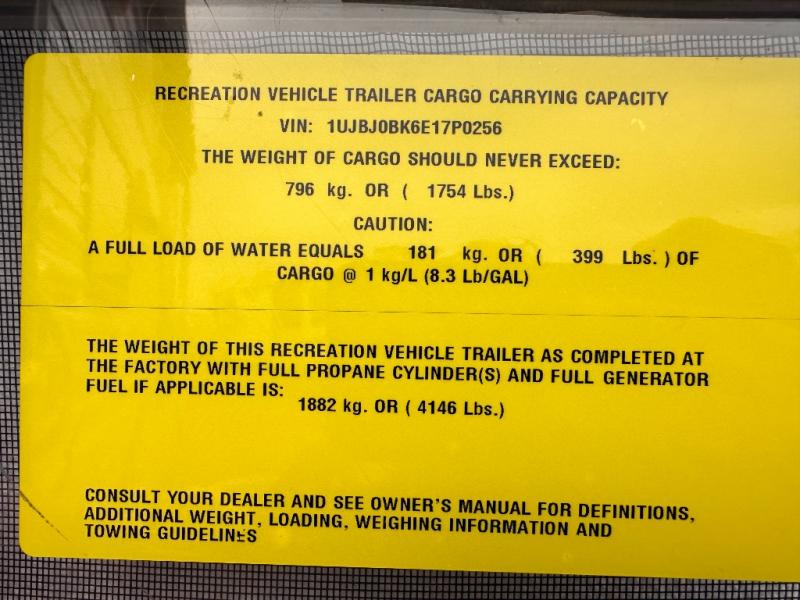 RECREATION VEHICLE TRAILER CARGO CARRYING CAPACITY
VIN: 1UJBJ0BK6E17P0256
THE WEIGHT OF CARGO SHOULD NEVER EXCEED:
796 kg. OR ( 1754 Lbs.)
CAUTION:
A FULL LOAD OF WATER EQUALS 181 kg. OR ( 399 Lbs. ) OF
CARGO @ 1 kg/L (8.3 Lb/GAL)
THE WEIGHT OF THIS RECREATION VEHICLE TRAILER AS COMPLETED AT
THE FACTORY WITH FULL PROPANE CYLINDER(S) AND FULL GENERATOR
FUEL IF APPLICABLE IS:
1882 kg. OR ( 4146 Lbs.)
CONSULT YOUR DEALER AND SEE OWNER'S MANUAL FOR DEFINITIONS,
ADDITIONAL WEIGHT, LOADING, WEIGHING INFORMATION AND
TOWING GUIDELINES